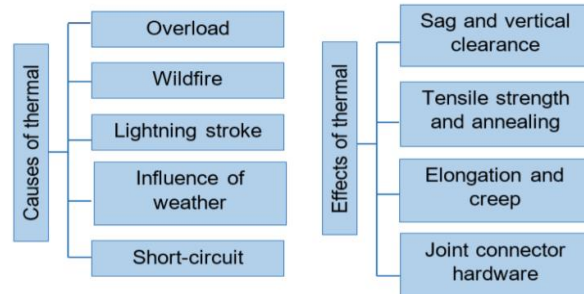 Causes of thermal
Overload
Wildfire
Lightning stroke
Influence of
weather
Short-circuit
Effects of thermal
Sag and vertical
clearance
Tensile strength
and annealing
Elongation and
creep
Joint connector
hardware